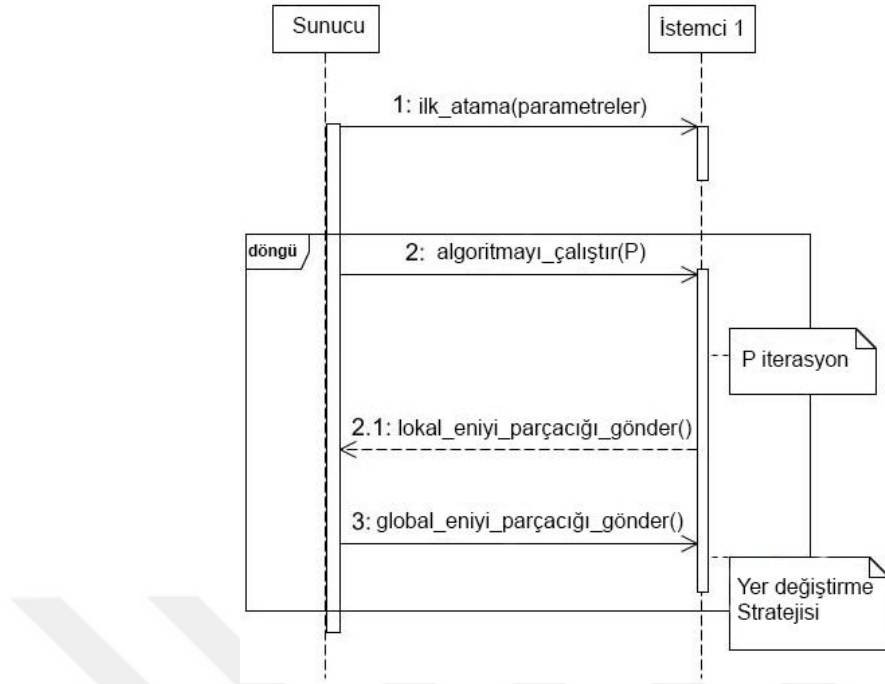 Sunucu
İstemci 1
1: ilk_atama(parametreler)
döngü
2: algoritmayı_çalıştır(P)
P iterasyon
2.1: lokal_eniyi_parçacığı_gönder()
3: global_eniyi_parçacığı_gönder()
Yer değiştirme
Stratejisi